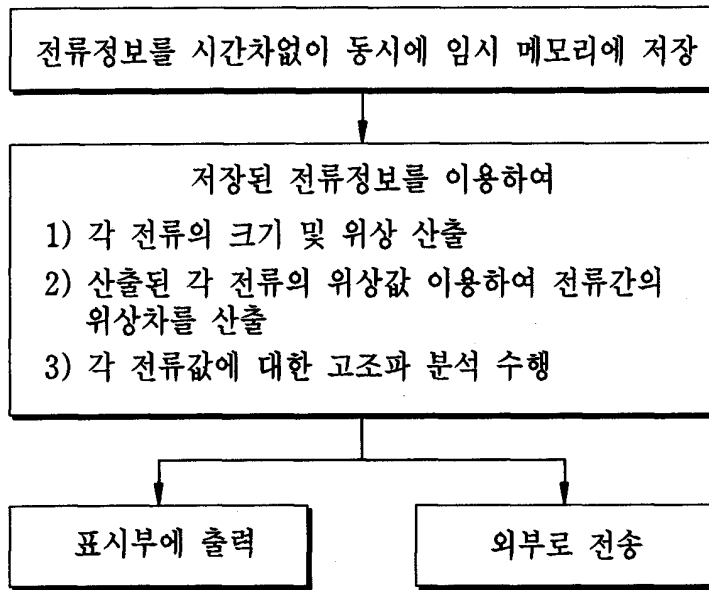 전류정보를 시간차없이 동시에 임시 메모리에 저장
저장된 전류정보를 이용하여
1) 각 전류의 크기 및 위상 산출
2) 산출된 각 전류의 위상값 이용하여 전류간의
위상차를 산출
3) 각 전류값에 대한 고조파 분석 수행
표시부에 출력
외부로 전송